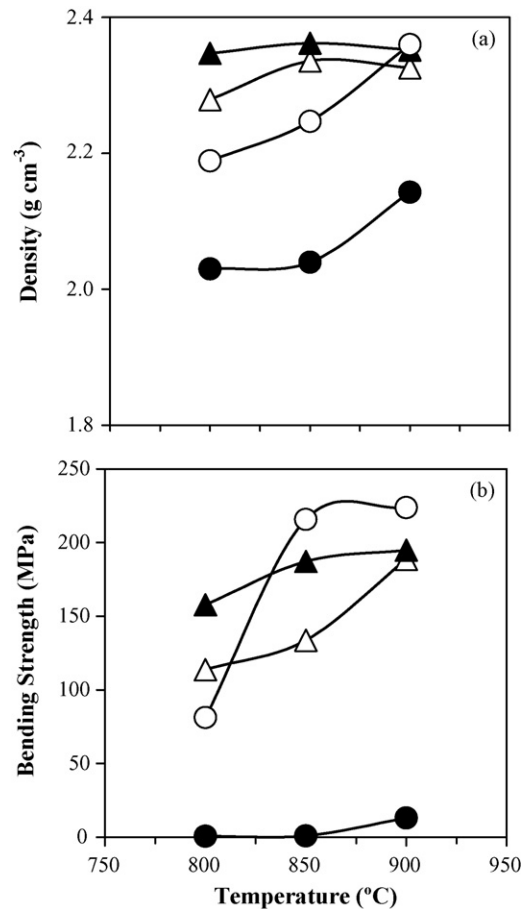 (a)
2.4
2.2
2.0
1.8
Density (g cm⁻³)
(b)
250
200
150
100
50
0
Bending Strength (MPa)
750 800 850 900 950
Temperature (ºC)